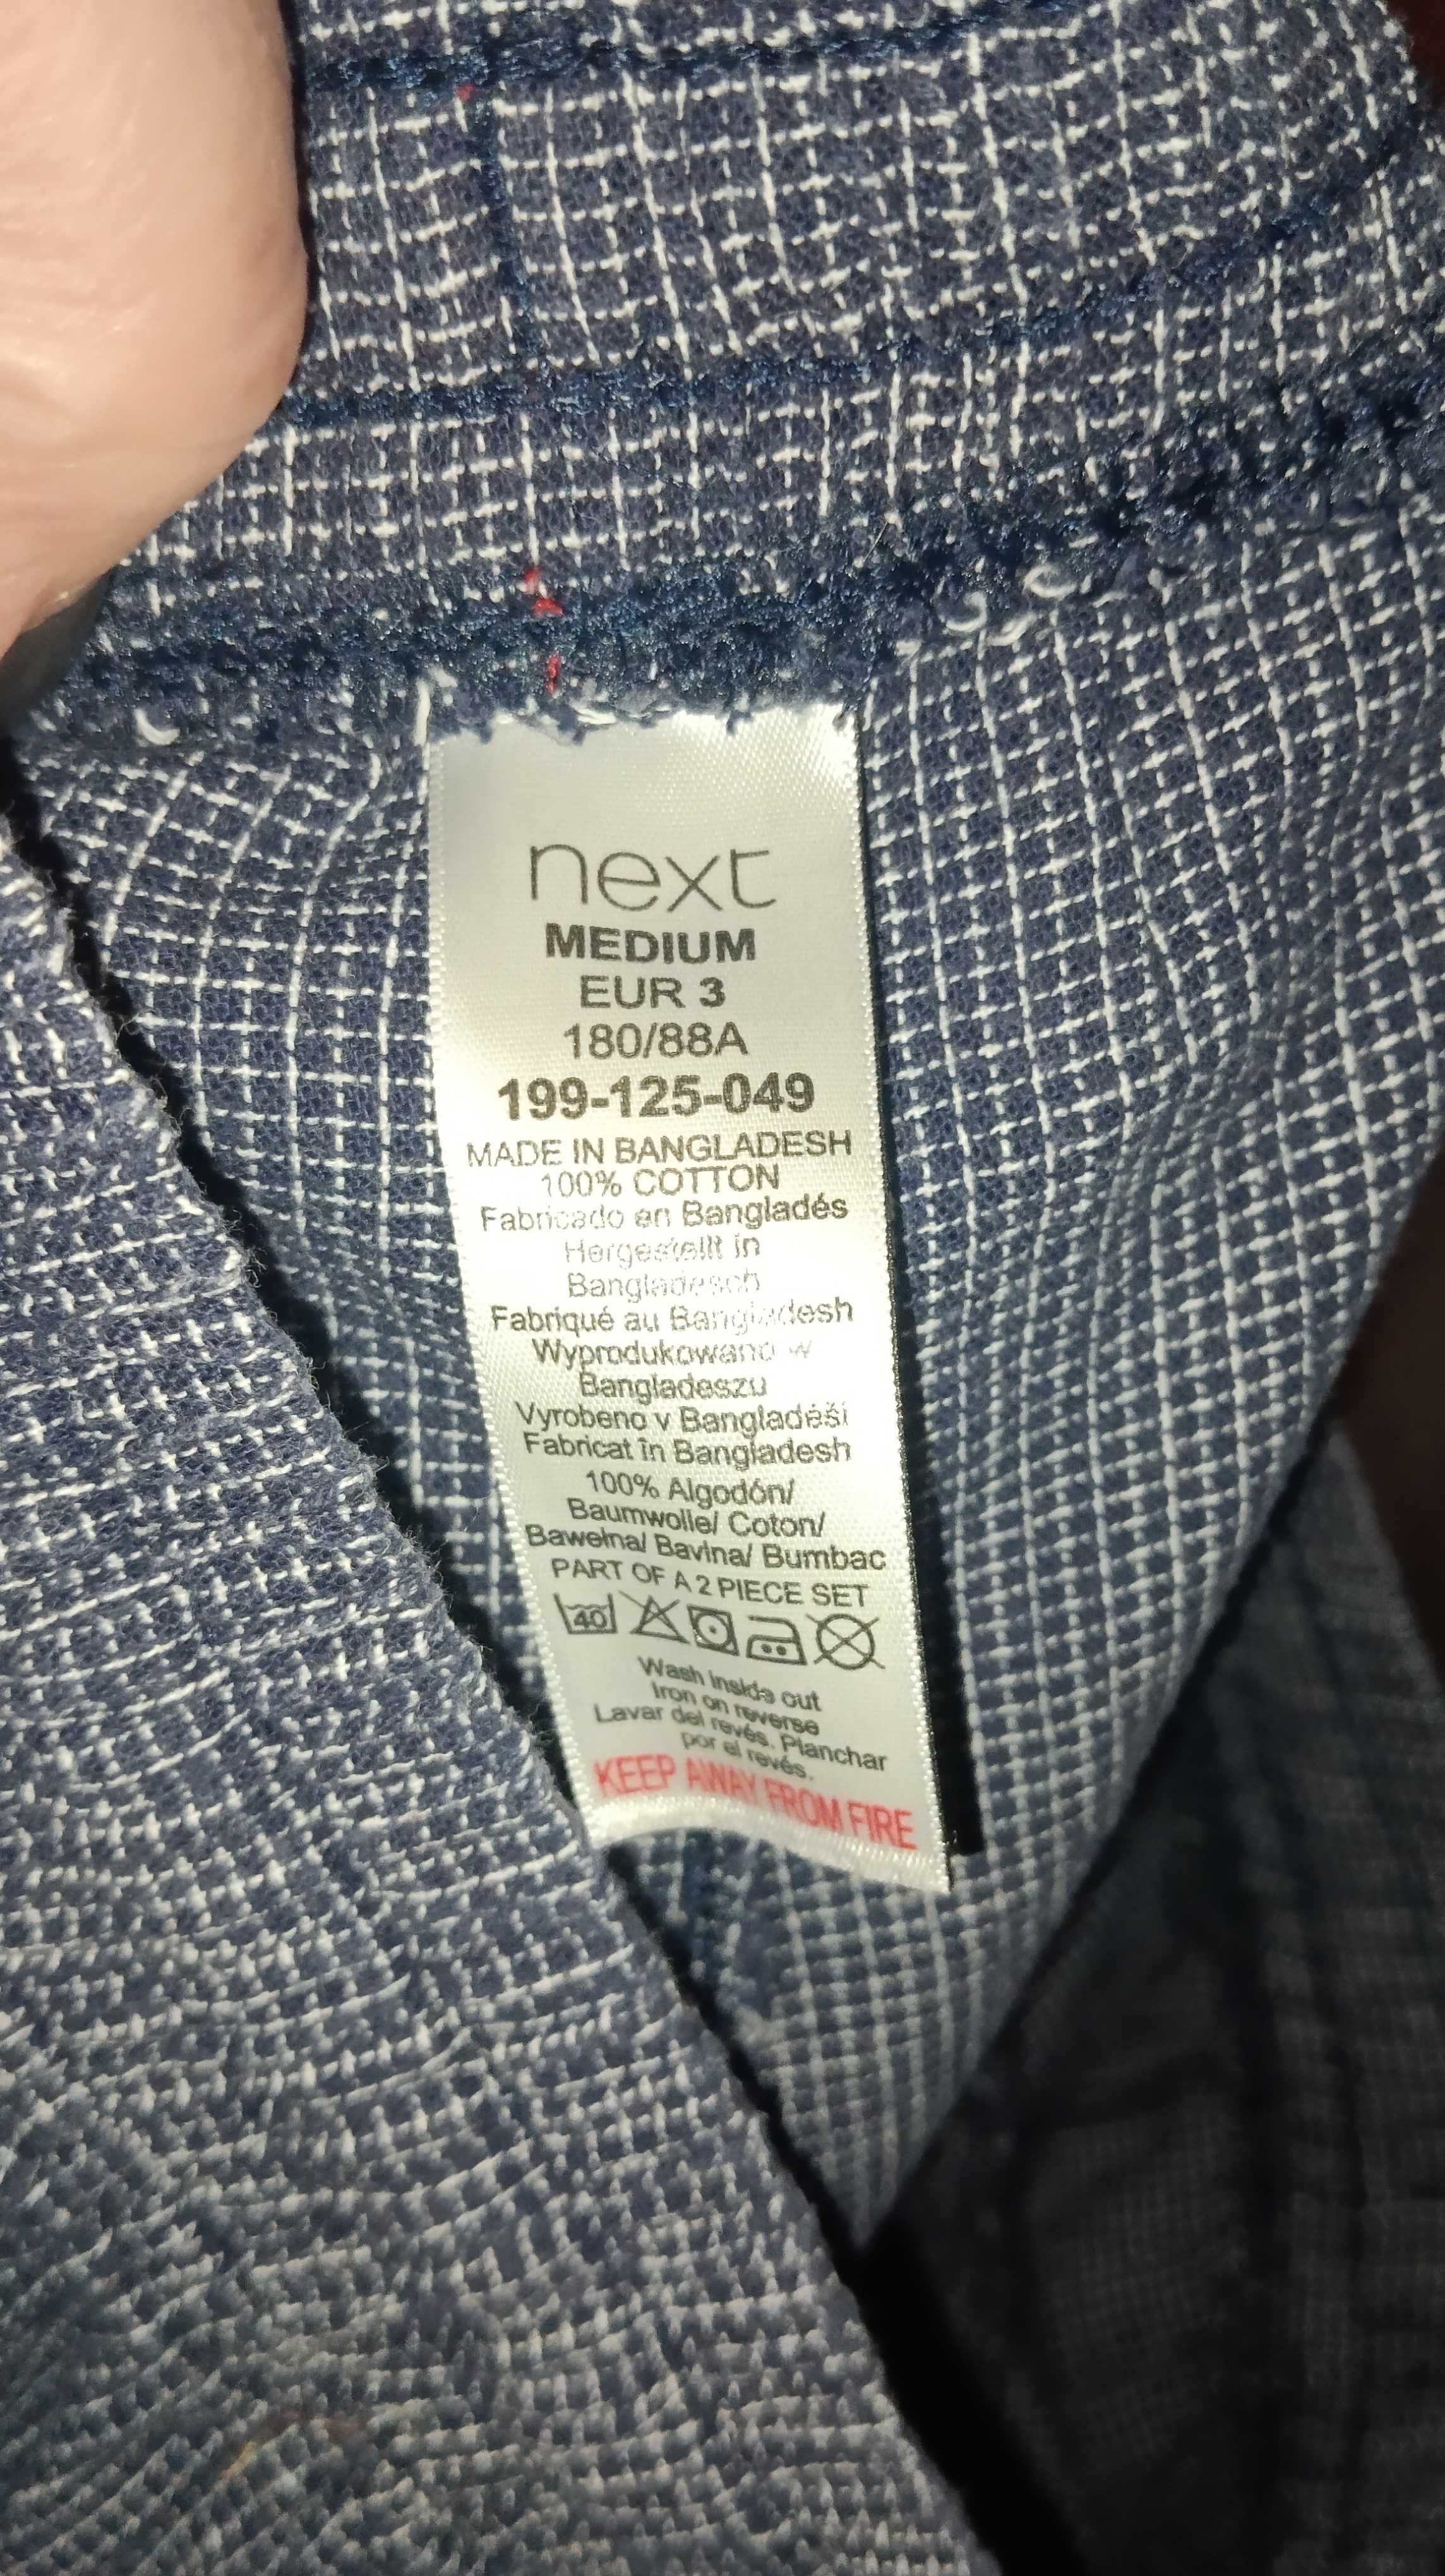 next
MEDIUM
EUR 3
180/88A
199-125-049
MADE IN BANGLADESH
100% COTTON
Fabricado en Bangladés
Hergestellt in
Bangladesch
Fabriqué au Bangladesh
Wyprodukowano w
Bangladeszu
Vyrobeno v Bangladéši
Fabricat în Bangladesh
100% Algodón/
Baumwolle/ Coton/
Bawełna/ Bavlna/ Bumbac
PART OF A 2 PIECE SET
40
Wash inside out
Iron on reverse
Lavar del revés. Planchar
por el revés.
KEEP AWAY FROM FIRE